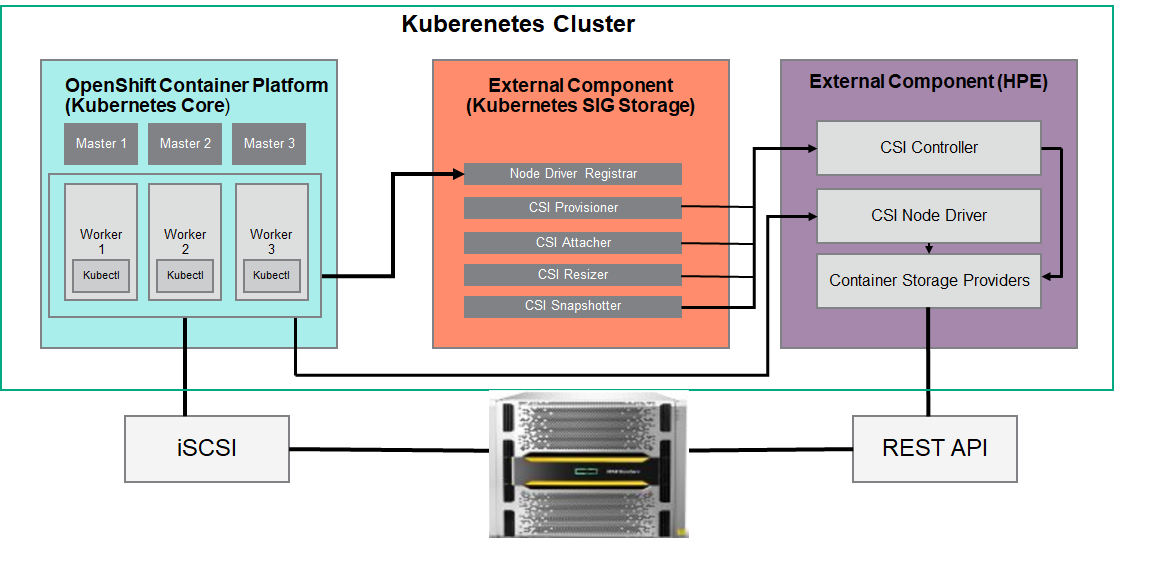 Kuberenetes Cluster
OpenShift Container Platform
(Kubernetes Core)
Master 1
Master 2
Master 3
Worker
1
Kubectl
Worker
2
Kubectl
Worker
3
Kubectl
External Component
(Kubernetes SIG Storage)
Node Driver Registrar
CSI Provisioner
CSI Attacher
CSI Resizer
CSI Snapshotter
External Component (HPE)
CSI Controller
CSI Node Driver
Container Storage Providers
iSCSI
REST API